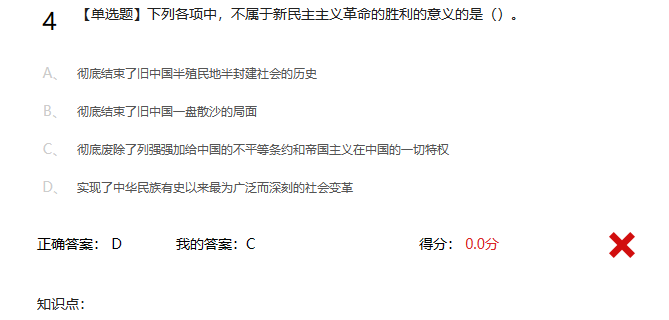 4 【单选题】下列各项中，不属于新民主主义革命的胜利的意义的是（）。
A、 彻底结束了旧中国半殖民地半封建社会的历史
B、 彻底结束了旧中国一盘散沙的局面
C、 彻底废除了列强强加给中国的不平等条约和帝国主义在中国的一切特权
D、 实现了中华民族有史以来最为广泛而深刻的社会变革
正确答案： D 我的答案：C 得分： 0.0分
知识点：